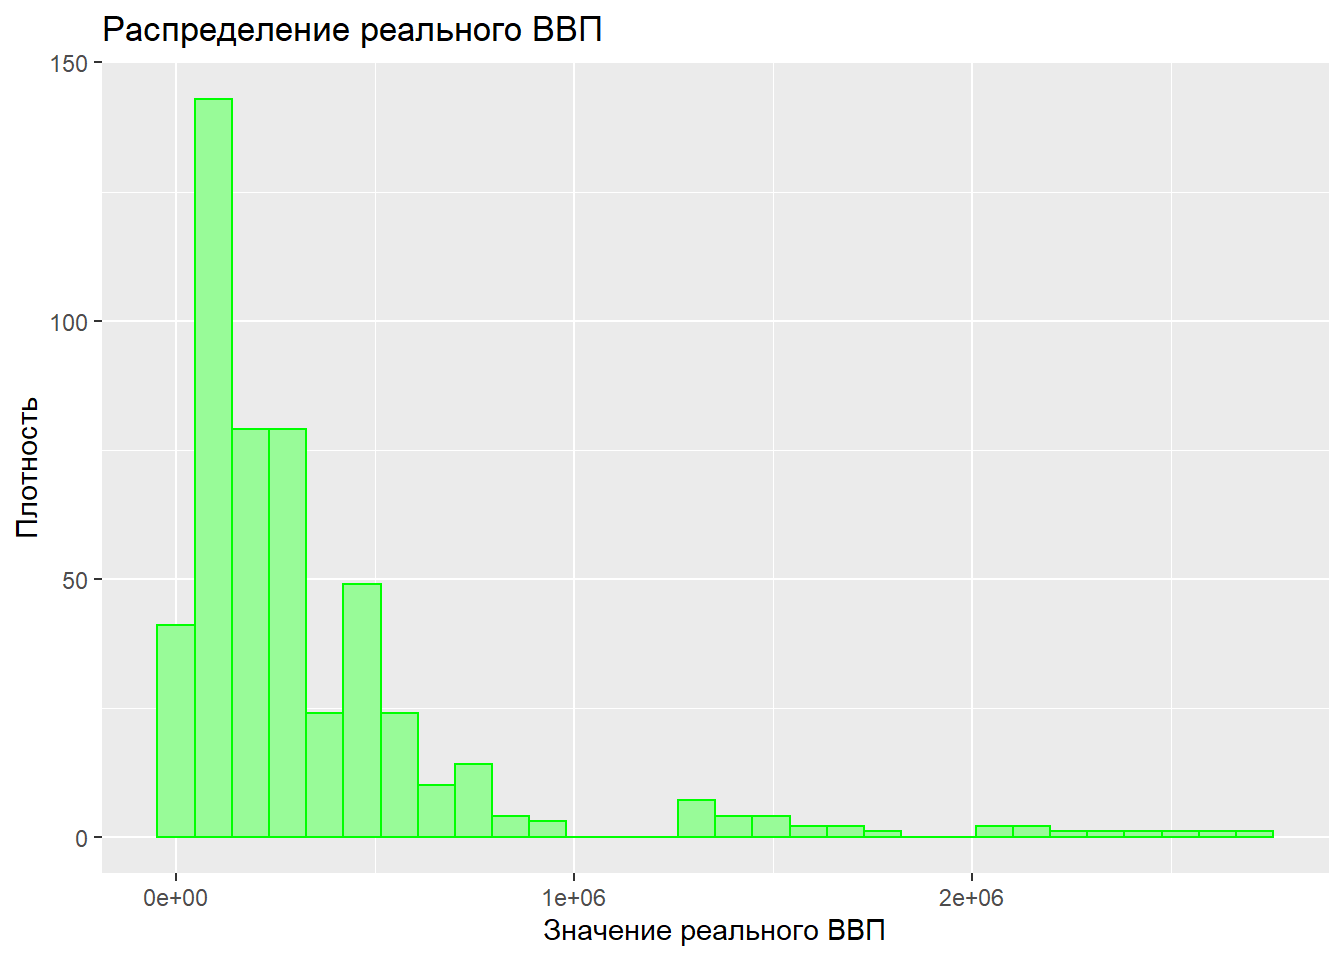 Распределение реального ВВП
150
100
50
0
Плотность
0e+00 1e+06 2e+06
Значение реального ВВП